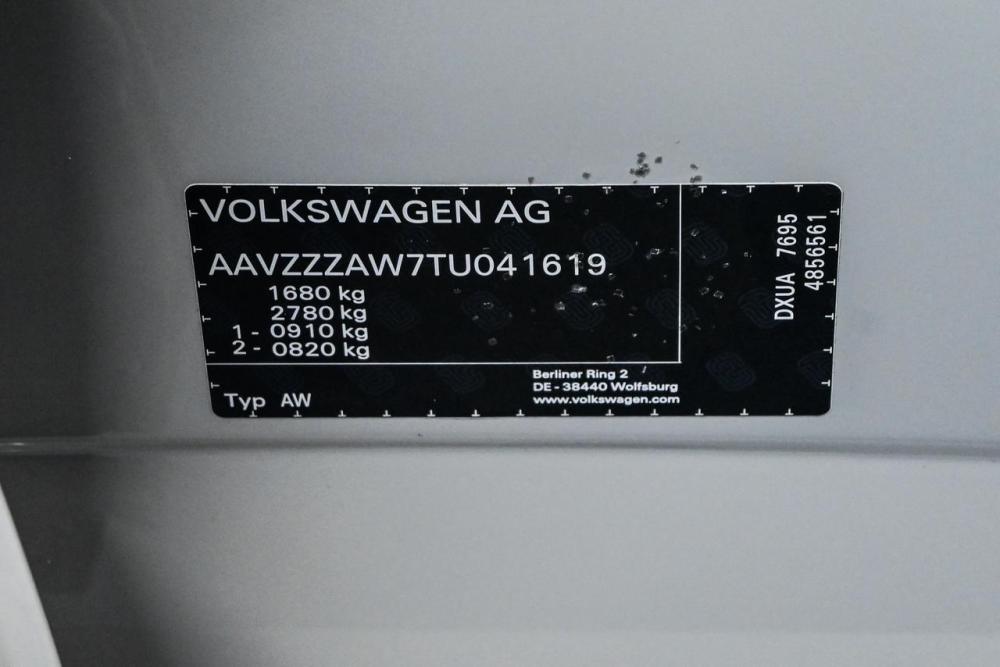 VOLKSWAGEN AG
AAVZZZAW7TU041619
1680 kg
2780 kg
1 - 0910 kg
2 - 0820 kg
Typ AW
Berliner Ring 2
DE - 38440 Wolfsburg
www.volkswagen.com
DXUA 7695
4856561